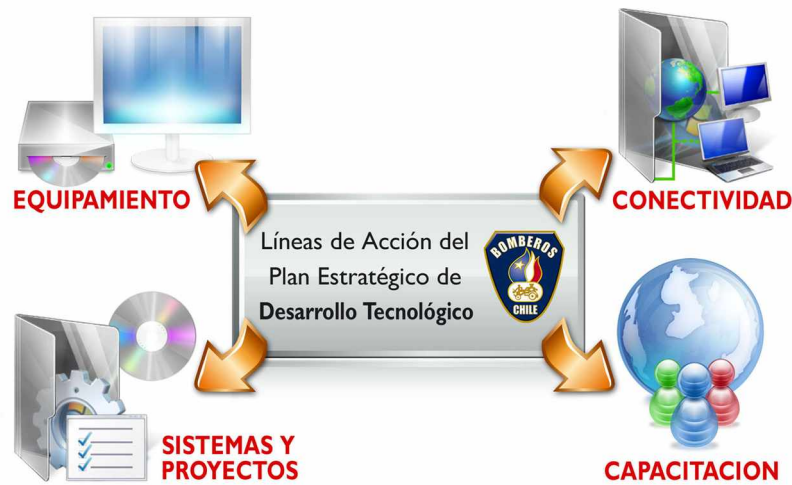 EQUIPAMIENTO
CONECTIVIDAD
Líneas de Acción del
Plan Estratégico de
Desarrollo Tecnológico
BOMBEROS
CHILE
SISTEMAS Y
PROYECTOS
CAPACITACION